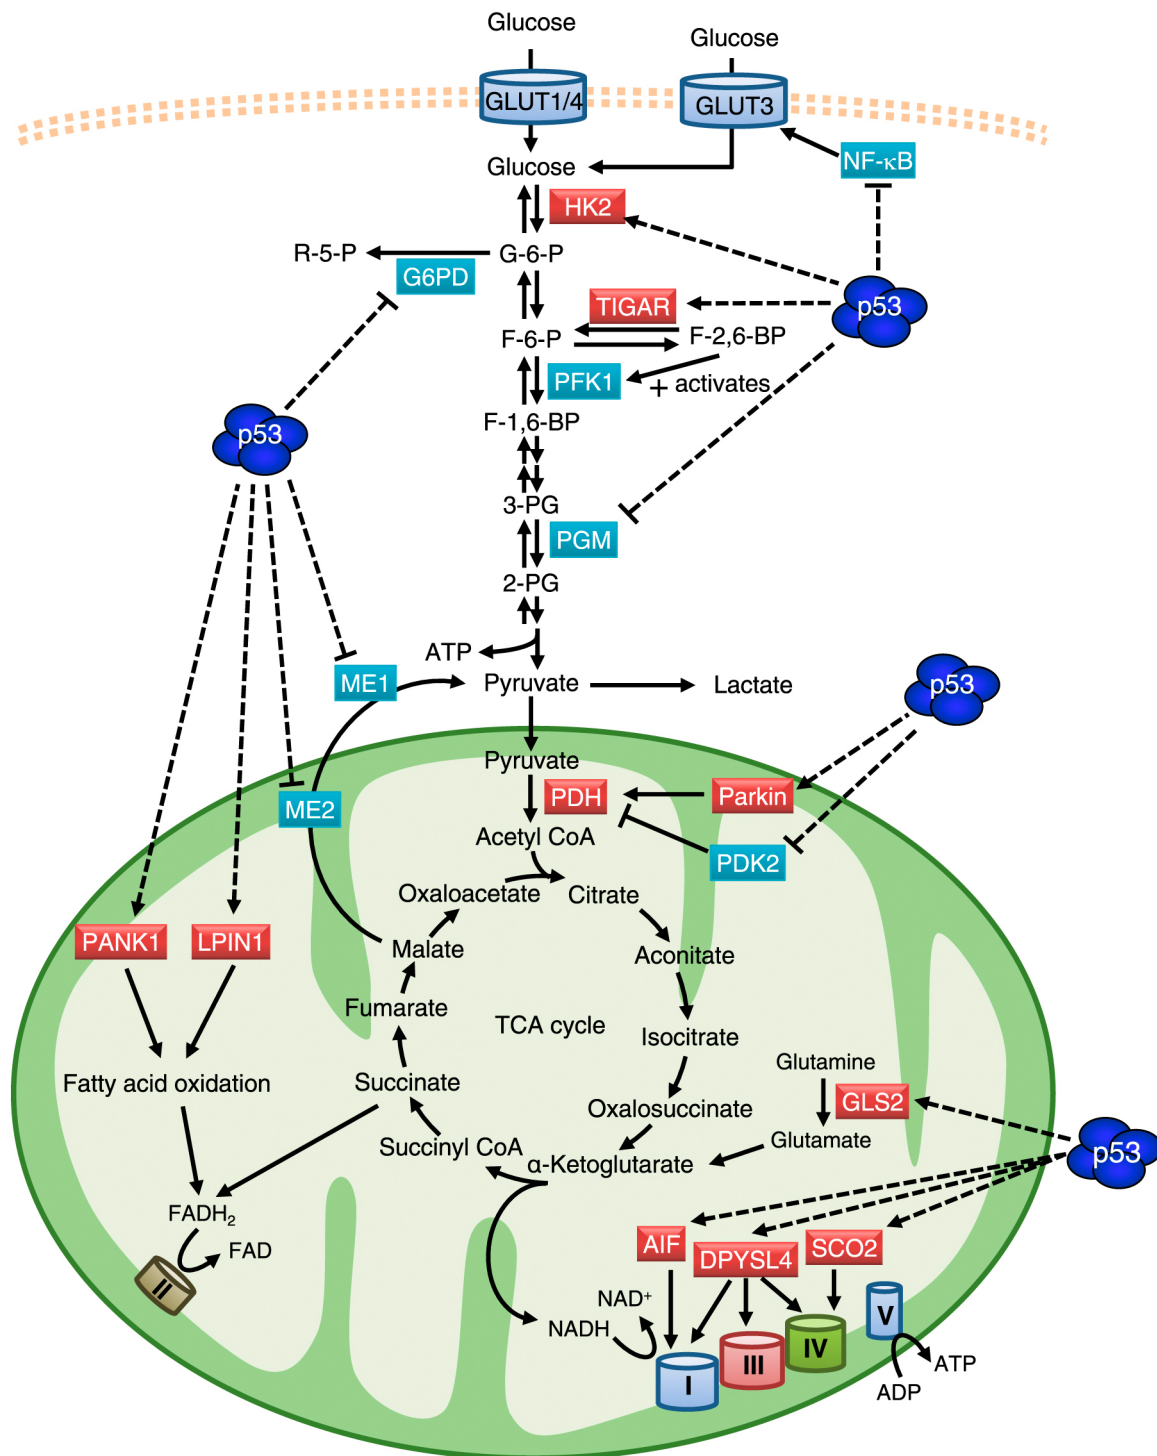 Glucose
Glucose
GLUT1/4
GLUT3
Glucose
NF-κB
HK2
R-5-P
G-6-P
G6PD
TIGAR
p53
F-6-P
F-2,6-BP
PFK1
+ activates
F-1,6-BP
p53
3-PG
PGM
2-PG
ATP
ME1
Pyruvate
Lactate
p53
Pyruvate
PDH
Parkin
ME2
Acetyl CoA
PDK2
Oxaloacetate
Citrate
PANK1
LPIN1
Malate
Aconitate
Fumarate
TCA cycle
Isocitrate
Glutamine
Fatty acid oxidation
Succinate
GLS2
Oxalosuccinate
Glutamate
Succinyl CoA
α-Ketoglutarate
p53
FADH₂
FAD
AIF
DPYSL4
SCO2
II
NAD⁺
NADH
V
IV
III
I
ATP
ADP